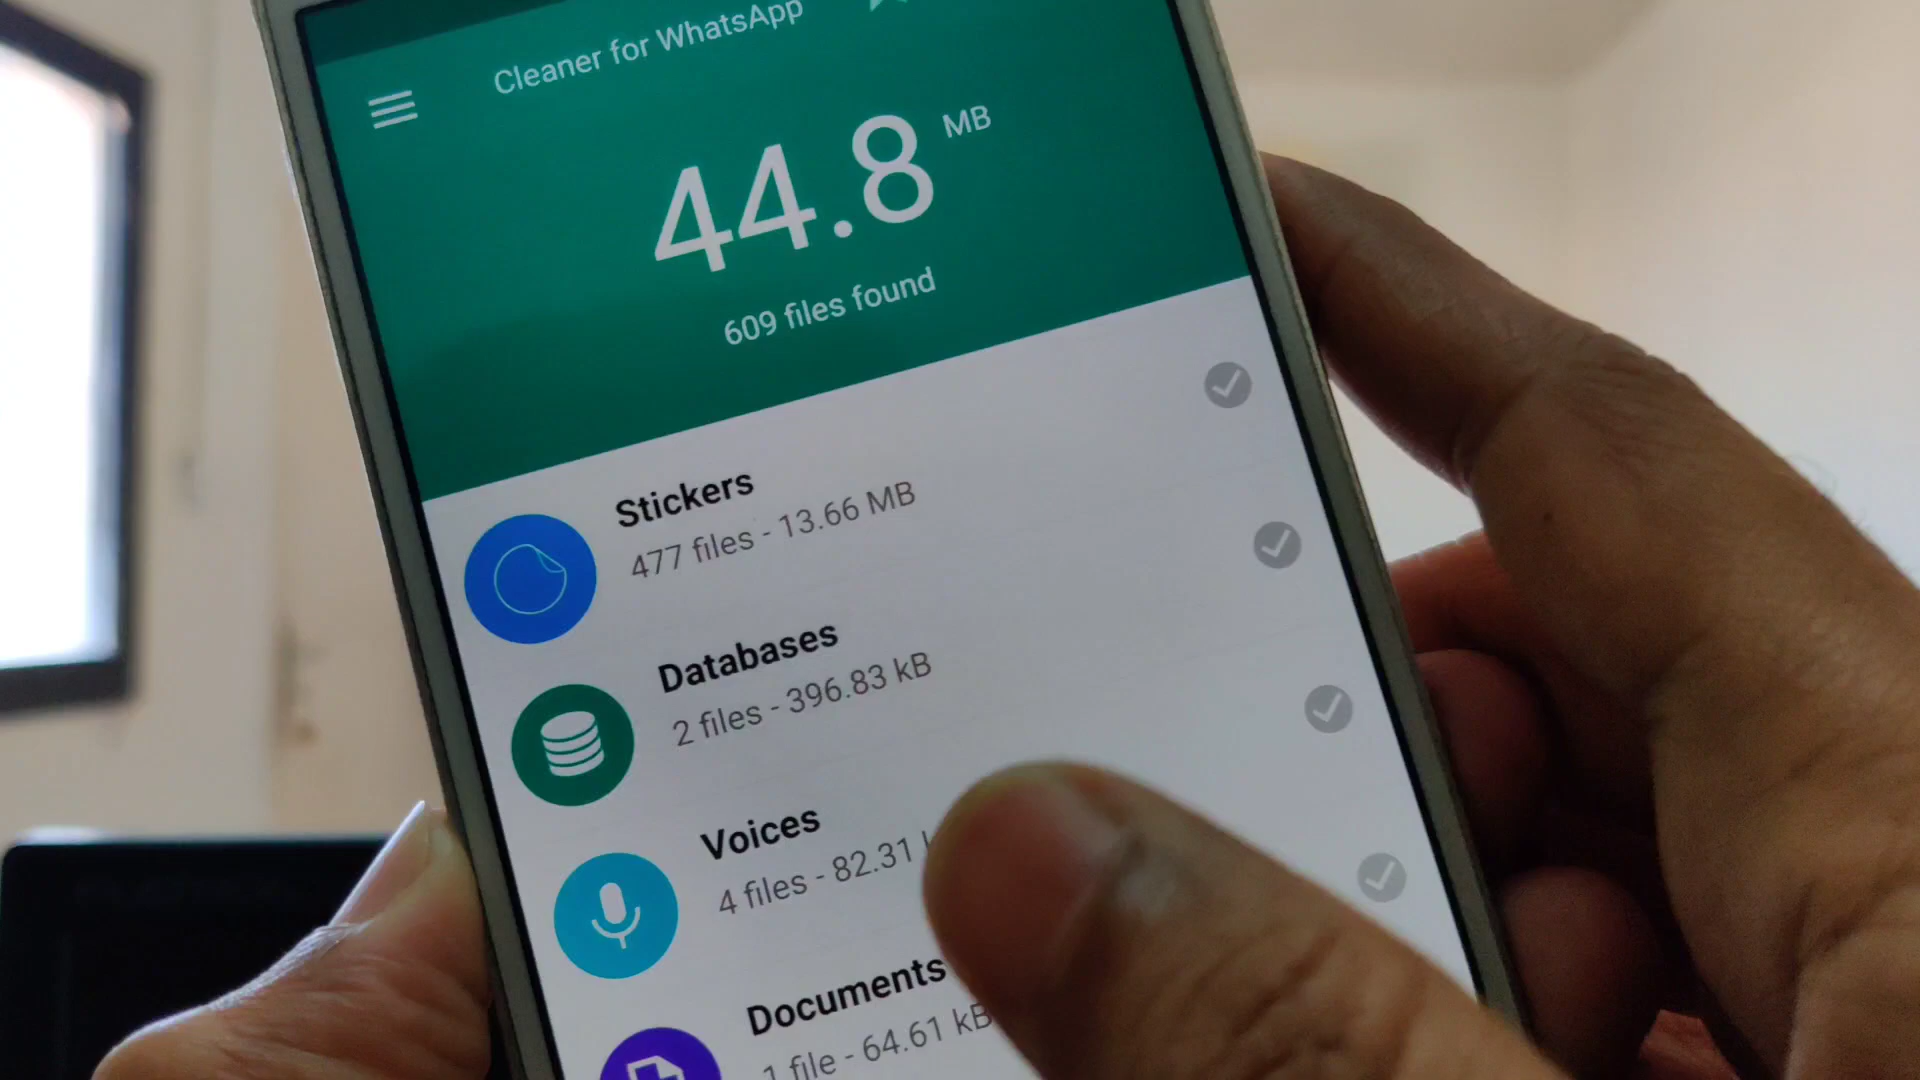 Cleaner for WhatsApp
44.8 MB
609 files found
Stickers
477 files - 13.66 MB
Databases
2 files - 396.83 kB
Voices
4 files - 82.31
Documents
1 file - 64.61 kB